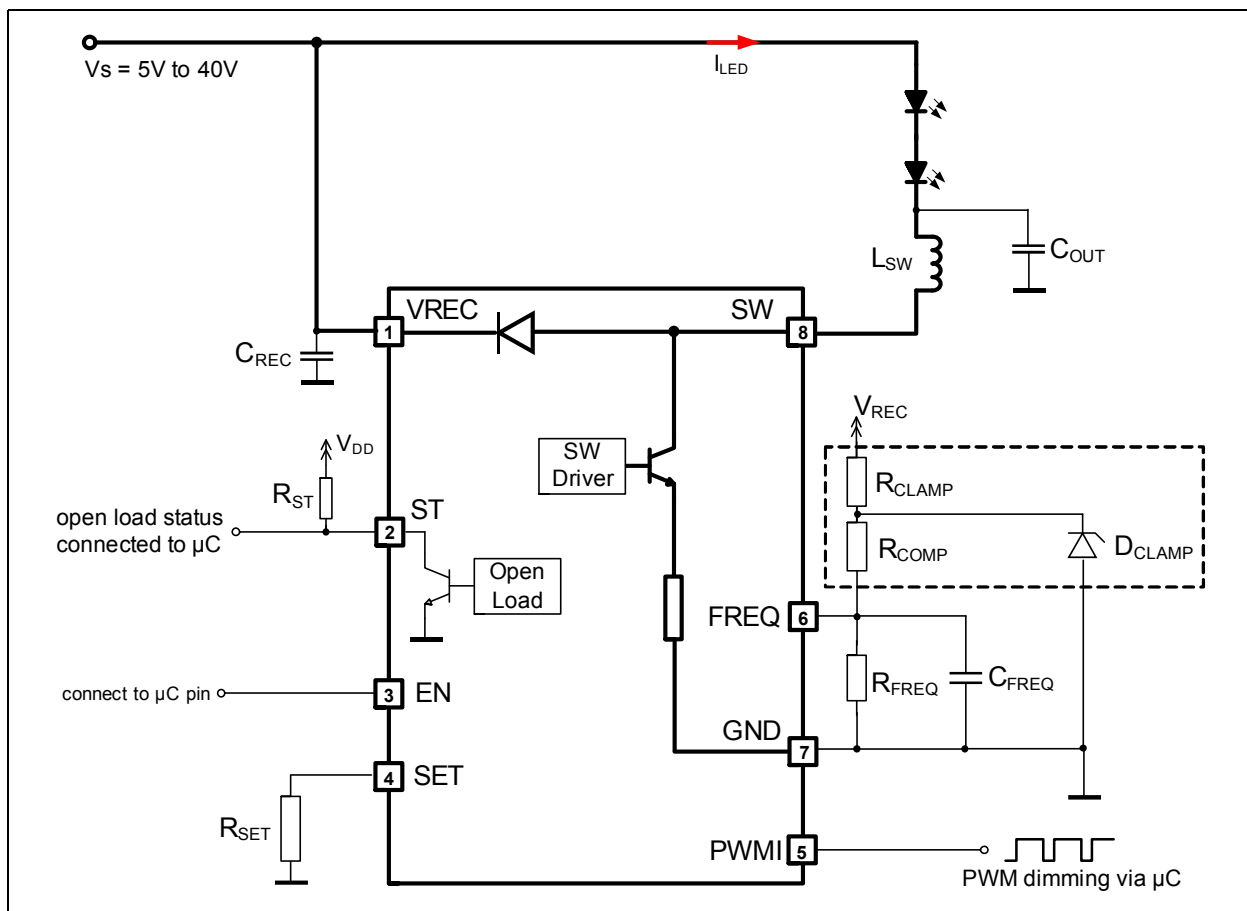 Vs = 5V to 40V
ILED
LSW
COUT
VREC
SW
1
8
CREC
VREC
VDD
SW
Driver
RCLAMP
RST
ST
open load status
connected to µC
2
RCOMP
DCLAMP
Open
Load
FREQ
6
connect to µC pin
3
EN
RFREQ
CFREQ
GND
7
4
SET
RSET
PWMI
5
PWM dimming via µC